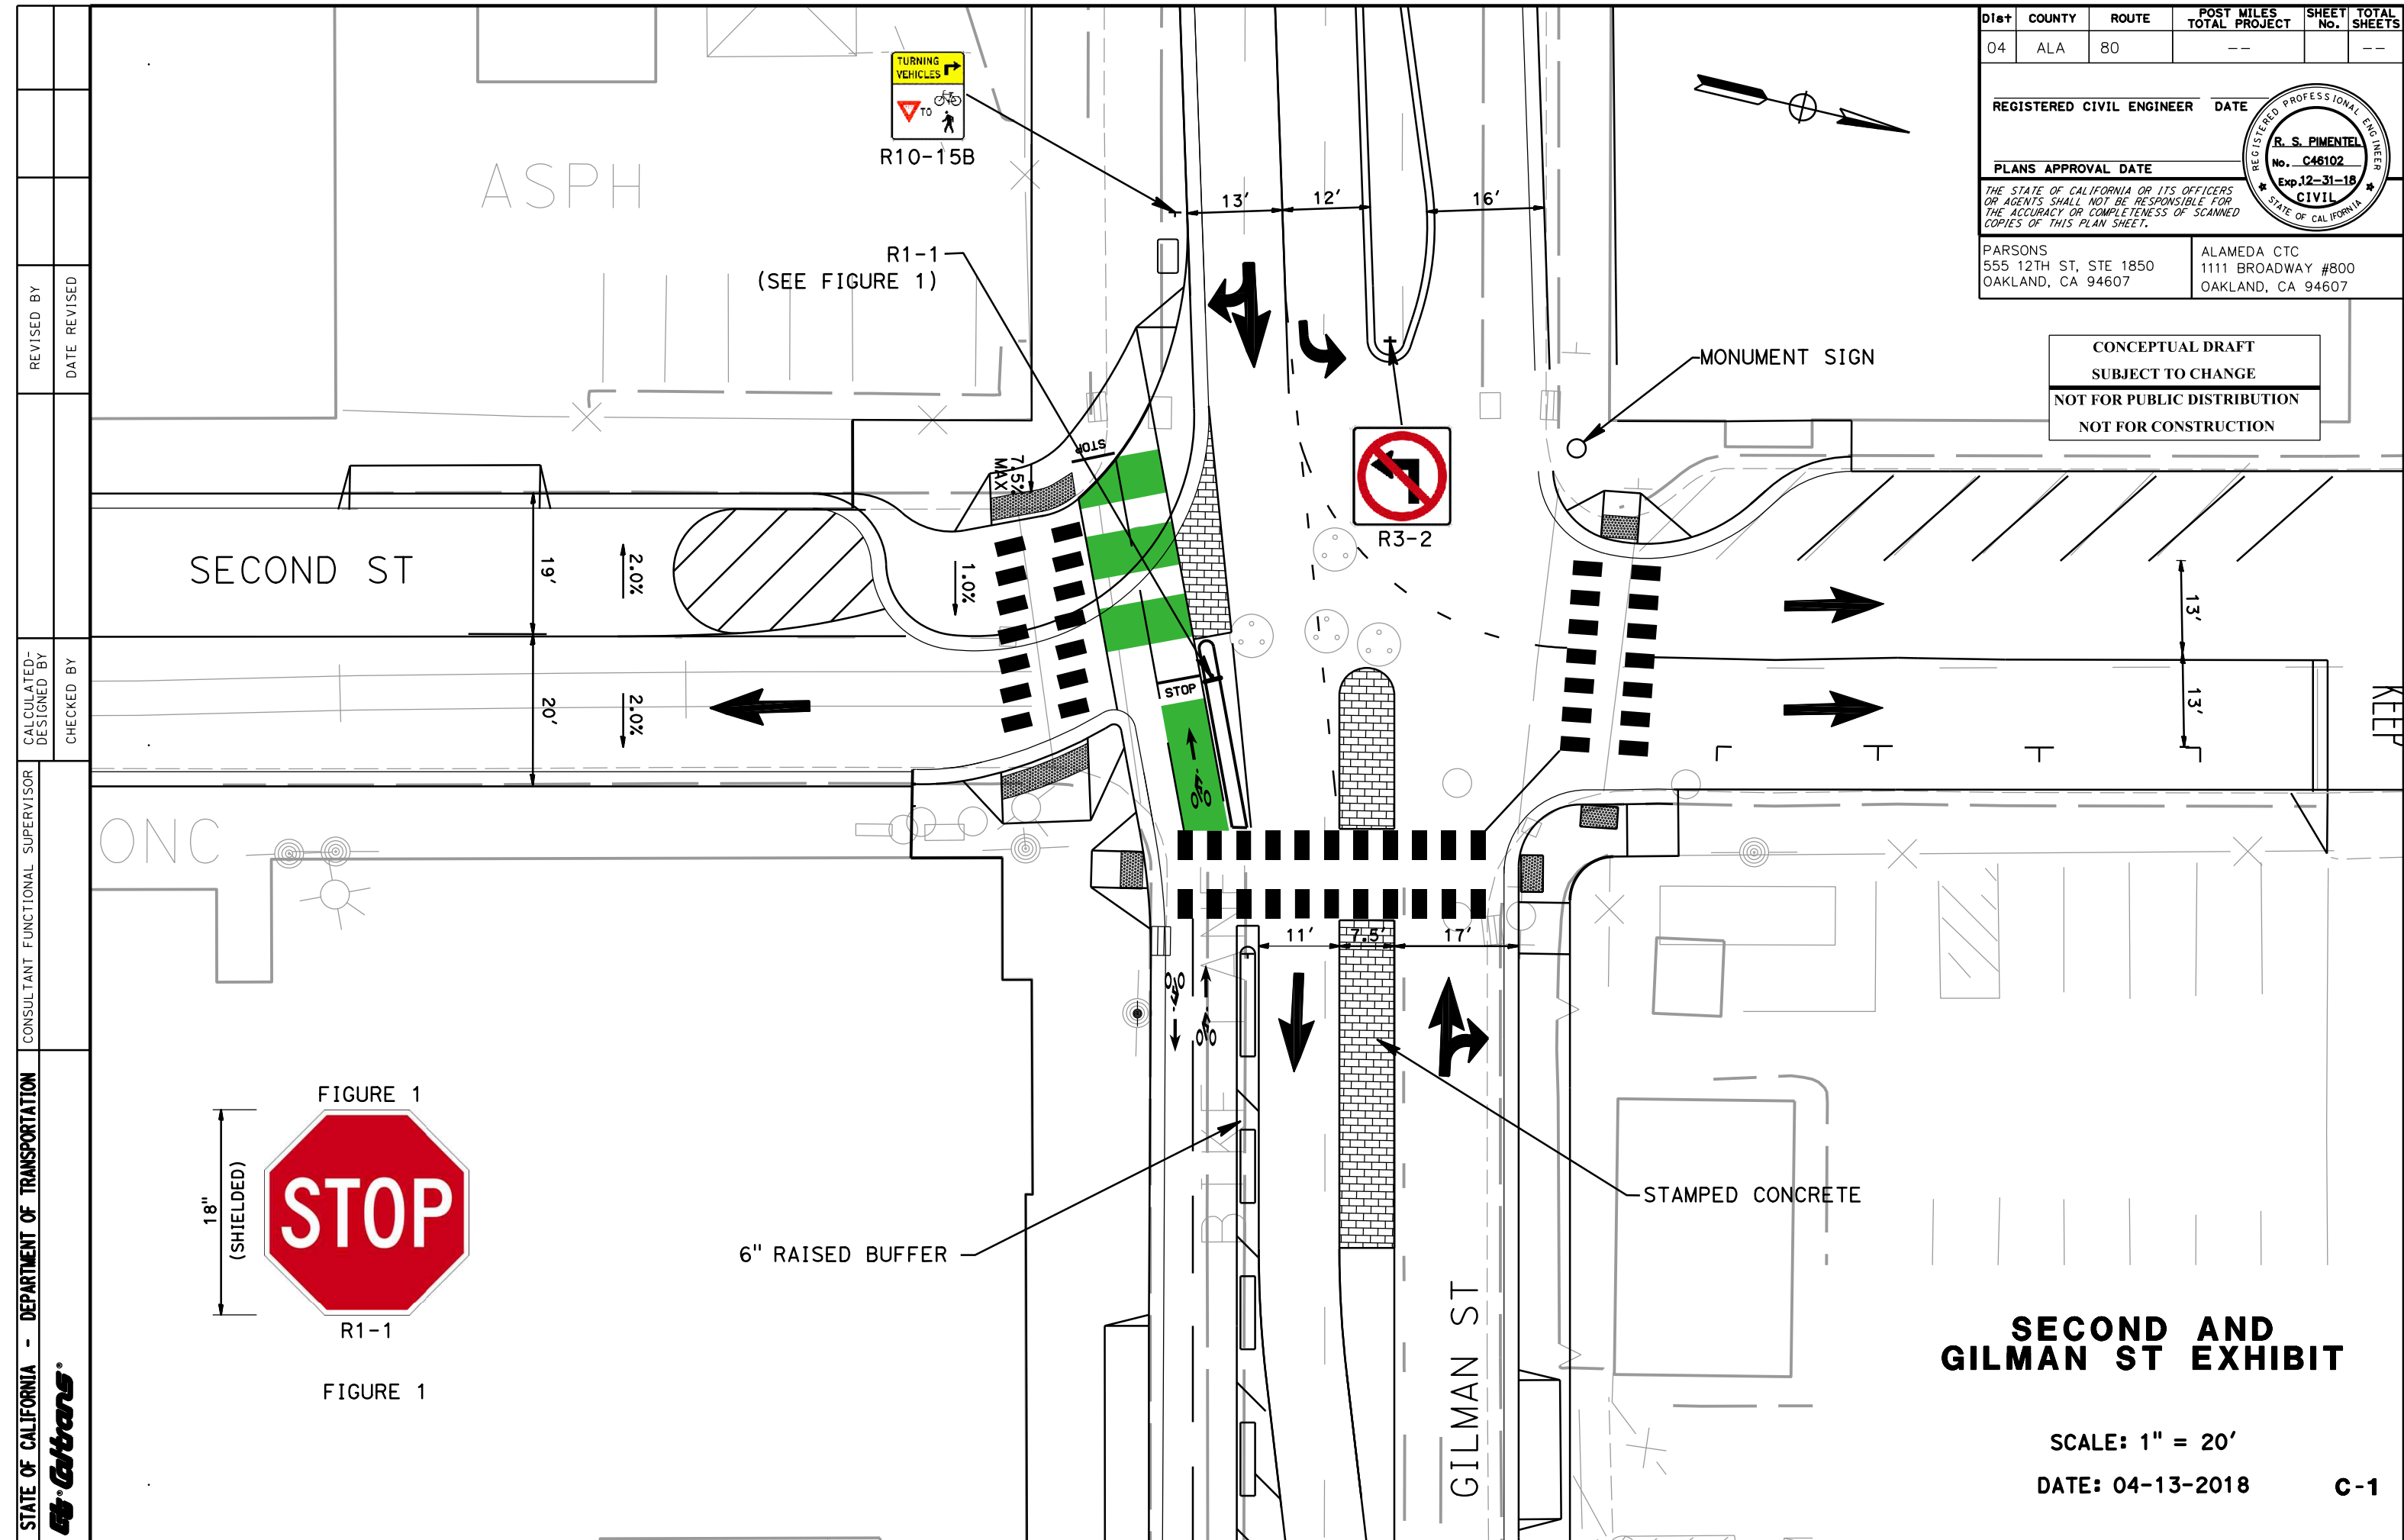 Dist COUNTY ROUTE POST MILES TOTAL PROJECT SHEET No. TOTAL SHEETS
04 ALA 80 -- --
REGISTERED CIVIL ENGINEER DATE
PLANS APPROVAL DATE
REGISTERED PROFESSIONAL ENGINEER
R. S. PIMENTEL
No. C46102
Exp. 12-31-18
CIVIL
STATE OF CALIFORNIA
THE STATE OF CALIFORNIA OR ITS OFFICERS
OR AGENTS SHALL NOT BE RESPONSIBLE FOR
THE ACCURACY OR COMPLETENESS OF SCANNED
COPIES OF THIS PLAN SHEET.
PARSONS
555 12TH ST, STE 1850
OAKLAND, CA 94607
ALAMEDA CTC
1111 BROADWAY #800
OAKLAND, CA 94607
CONCEPTUAL DRAFT
SUBJECT TO CHANGE
NOT FOR PUBLIC DISTRIBUTION
NOT FOR CONSTRUCTION
TURNING
VEHICLES
TO
R10-15B
ASPH
13'
12'
16'
R1-1
(SEE FIGURE 1)
MONUMENT SIGN
R3-2
STOP
7.5%
MAX
SECOND ST
19'
2.0%
1.0%
20'
2.0%
STOP
13'
13'
KEEP
ONC
11'
7.5'
17'
BIKE
LANE
STAMPED CONCRETE
6" RAISED BUFFER
GILMAN ST
FIGURE 1
18"
(SHIELDED)
STOP
R1-1
FIGURE 1
SECOND AND
GILMAN ST EXHIBIT
SCALE: 1" = 20'
DATE: 04-13-2018
C-1
REVISED BY
DATE REVISED
CALCULATED-
DESIGNED BY
CHECKED BY
CONSULTANT FUNCTIONAL SUPERVISOR
STATE OF CALIFORNIA - DEPARTMENT OF TRANSPORTATION
Caltrans